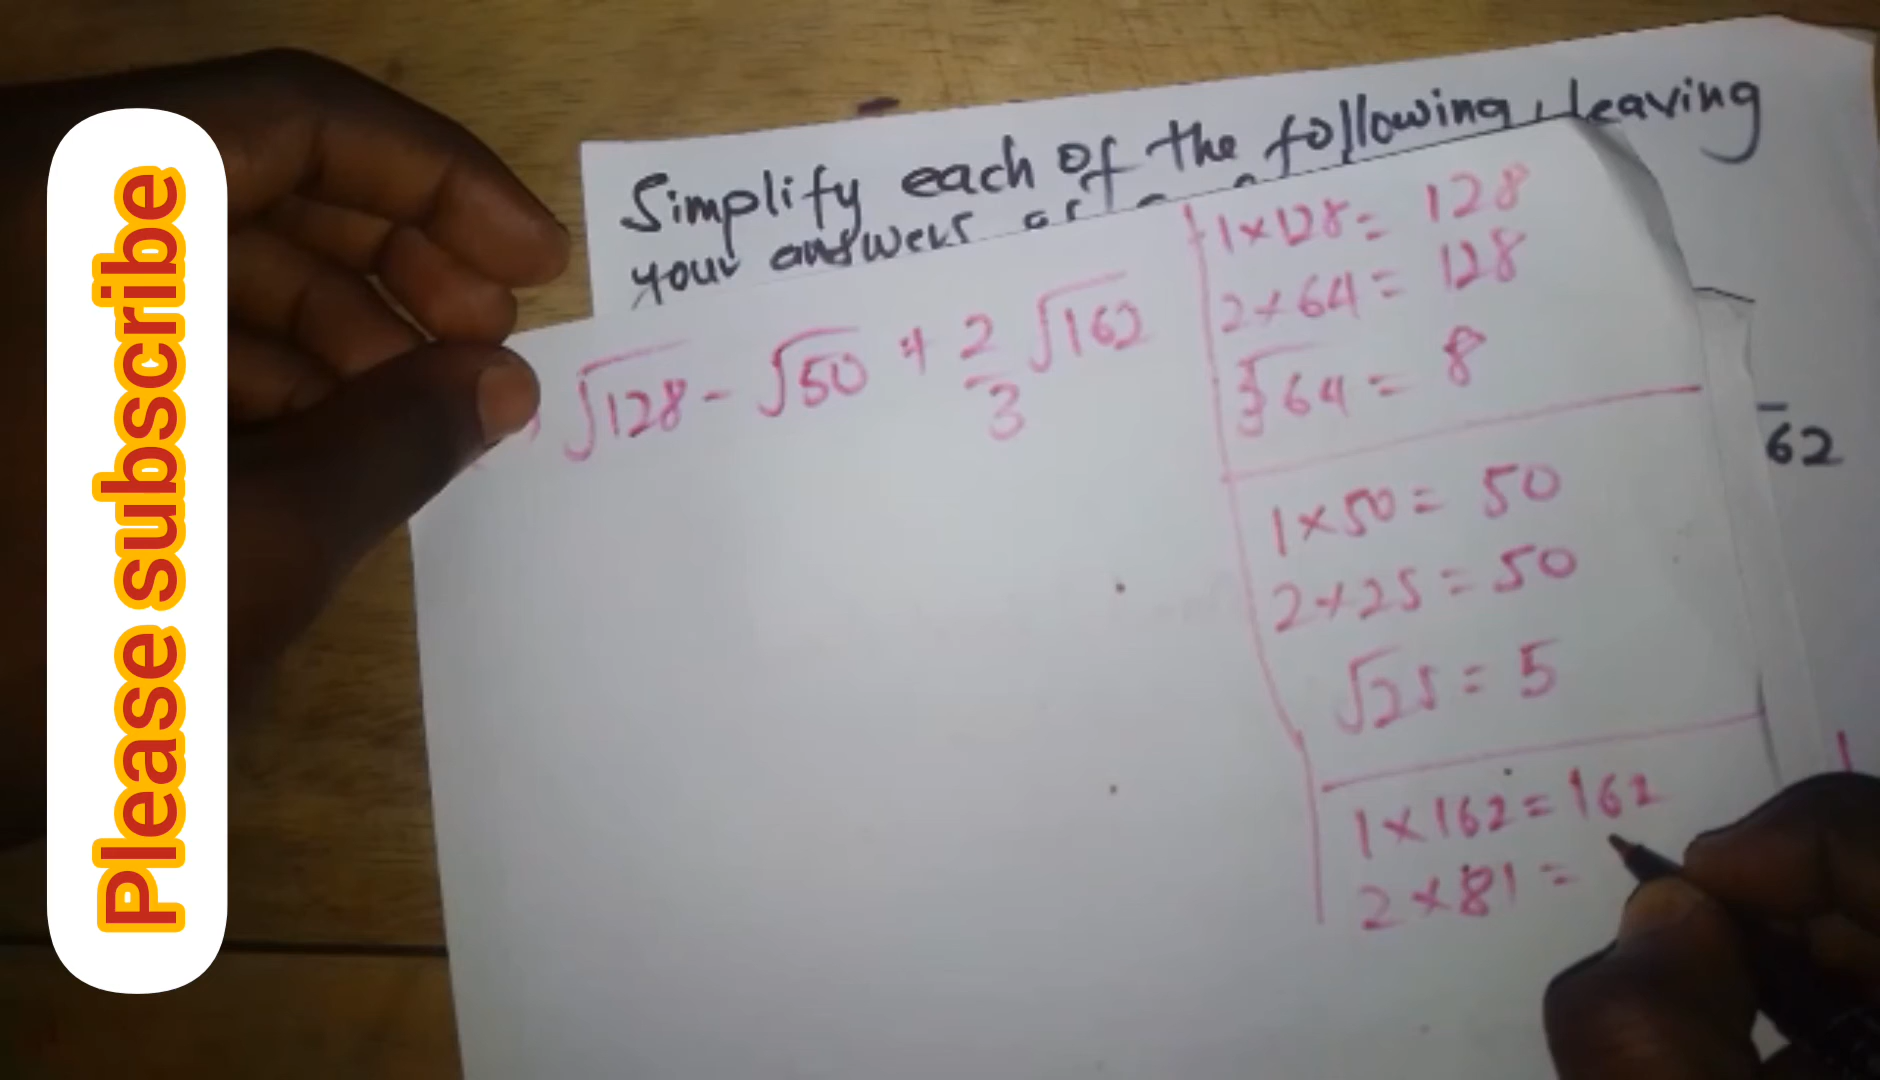 Please subscribe
Simplify each of the following, leaving
your answers
√128 - √50 + 2/3 √162
1 × 128 = 128
2 × 64 = 128
√64 = 8
1 × 50 = 50
2 × 25 = 50
√25 = 5
1 × 162 = 162
2 × 81 =
62